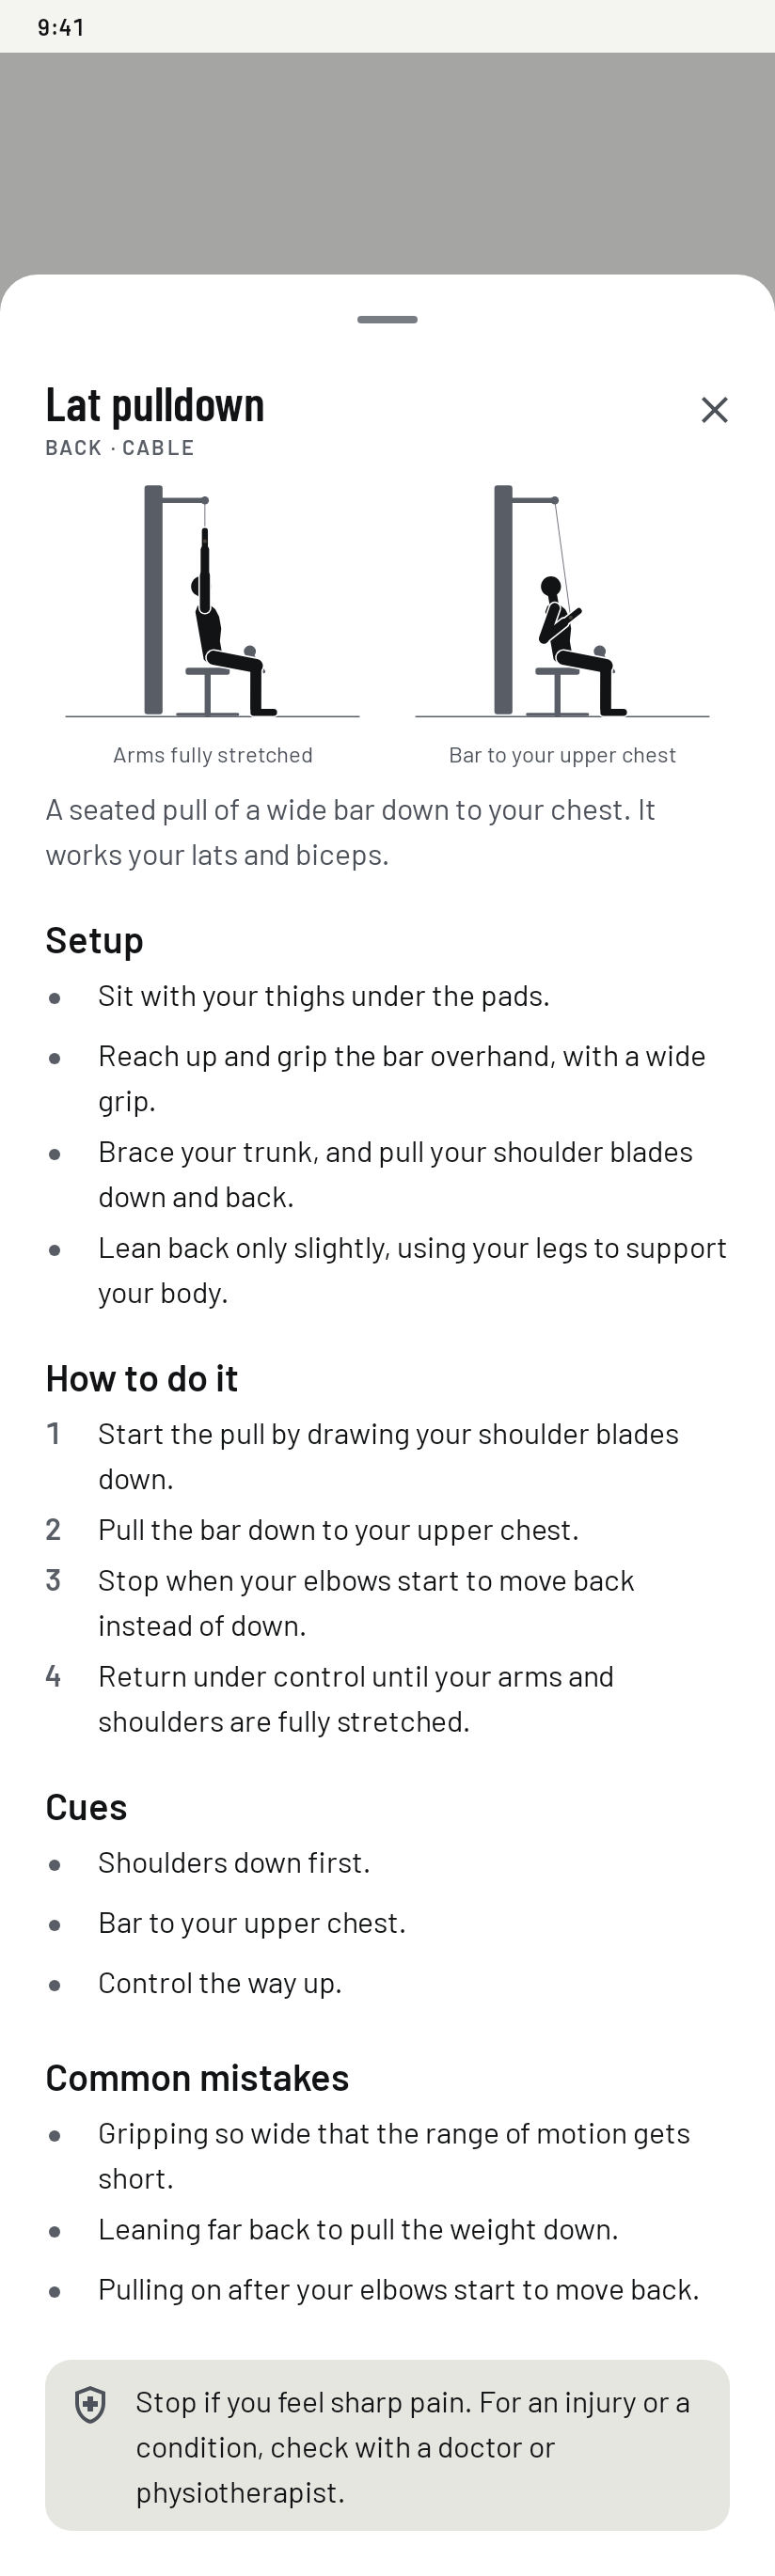 9:41
Lat pulldown
BACK · CABLE
Arms fully stretched
Bar to your upper chest
A seated pull of a wide bar down to your chest. It
works your lats and biceps.
Setup
• Sit with your thighs under the pads.
• Reach up and grip the bar overhand, with a wide
grip.
• Brace your trunk, and pull your shoulder blades
down and back.
• Lean back only slightly, using your legs to support
your body.
How to do it
1 Start the pull by drawing your shoulder blades
down.
2 Pull the bar down to your upper chest.
3 Stop when your elbows start to move back
instead of down.
4 Return under control until your arms and
shoulders are fully stretched.
Cues
• Shoulders down first.
• Bar to your upper chest.
• Control the way up.
Common mistakes
• Gripping so wide that the range of motion gets
short.
• Leaning far back to pull the weight down.
• Pulling on after your elbows start to move back.
Stop if you feel sharp pain. For an injury or a
condition, check with a doctor or
physiotherapist.